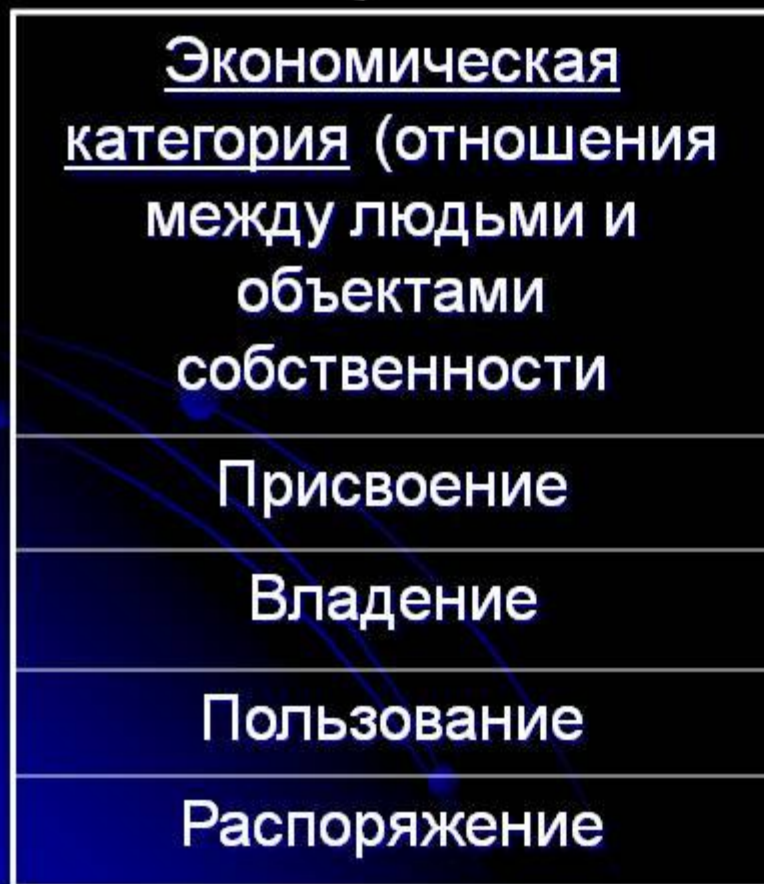 Экономическая
категория (отношения
между людьми и
объектами
собственности
Присвоение
Владение
Пользование
Распоряжение